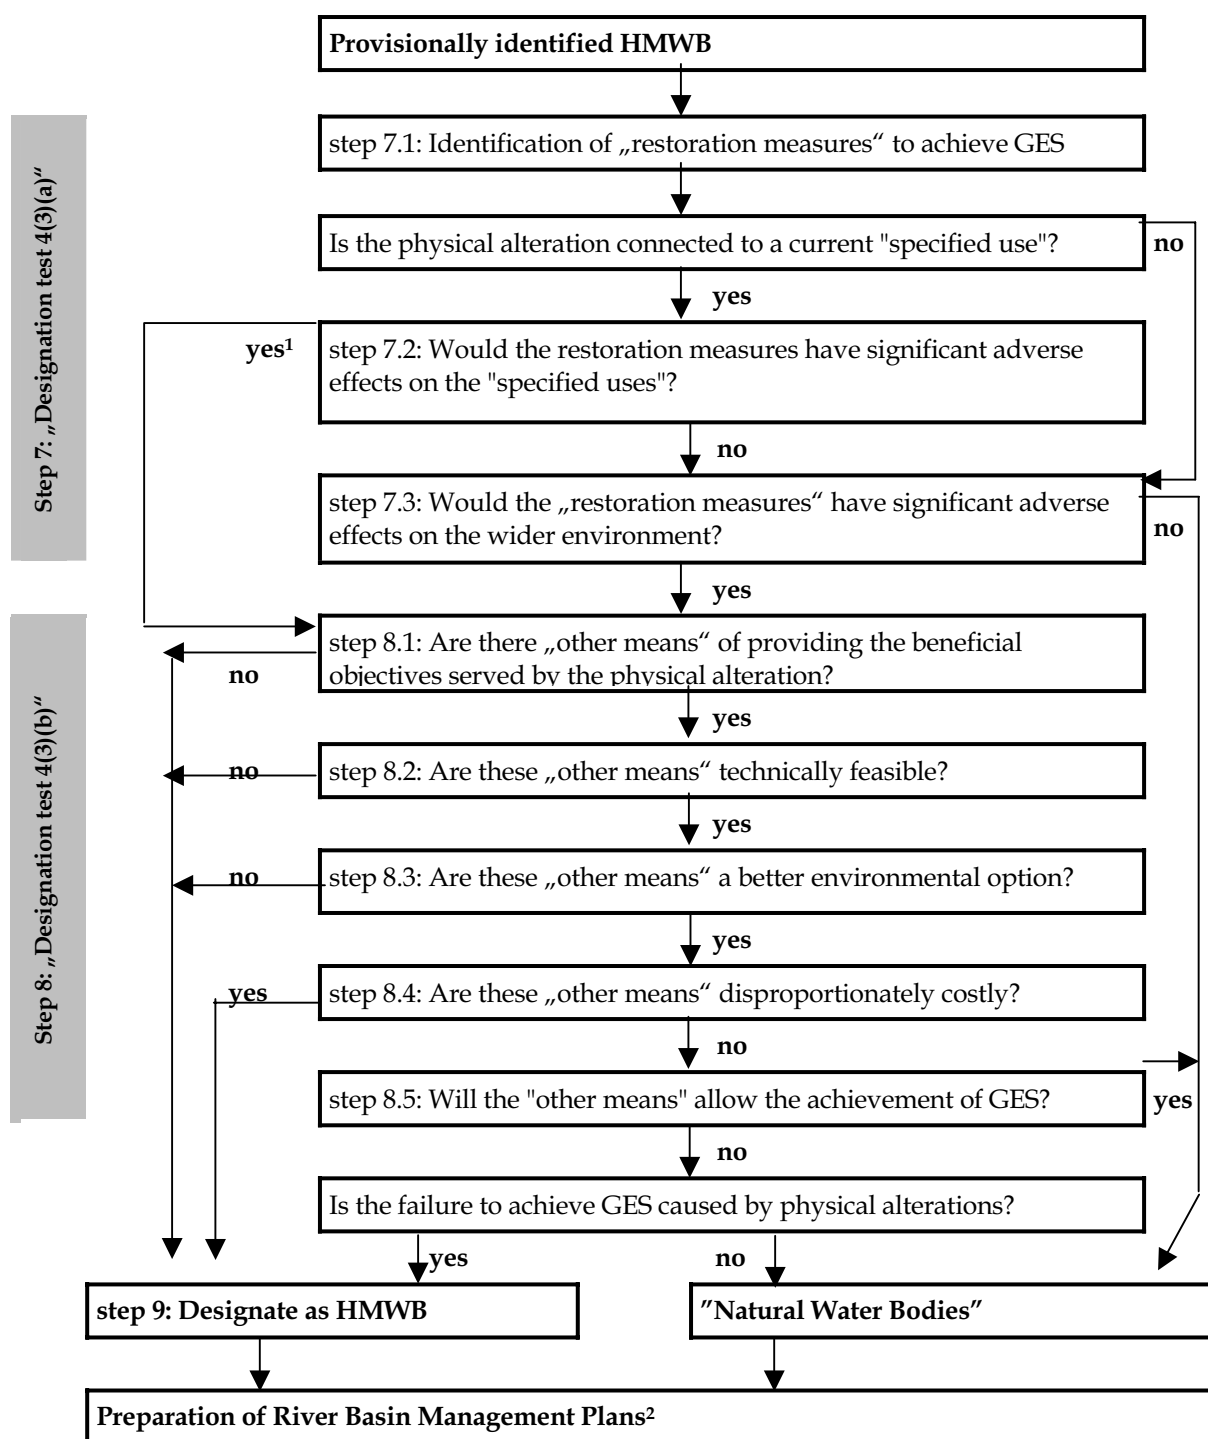 Provisionally identified HMWB
Step 7: „Designation test 4(3)(a)“
step 7.1: Identification of „restoration measures“ to achieve GES
Is the physical alteration connected to a current "specified use"?
no
yes
yes¹
step 7.2: Would the restoration measures have significant adverse
effects on the "specified uses"?
no
step 7.3: Would the „restoration measures“ have significant adverse
effects on the wider environment?
no
yes
Step 8: „Designation test 4(3)(b)“
step 8.1: Are there „other means“ of providing the beneficial
objectives served by the physical alteration?
no
yes
step 8.2: Are these „other means“ technically feasible?
no
yes
step 8.3: Are these „other means“ a better environmental option?
no
yes
step 8.4: Are these „other means“ disproportionately costly?
yes
no
step 8.5: Will the "other means" allow the achievement of GES?
yes
no
Is the failure to achieve GES caused by physical alterations?
yes
no
step 9: Designate as HMWB
”Natural Water Bodies”
Preparation of River Basin Management Plans²